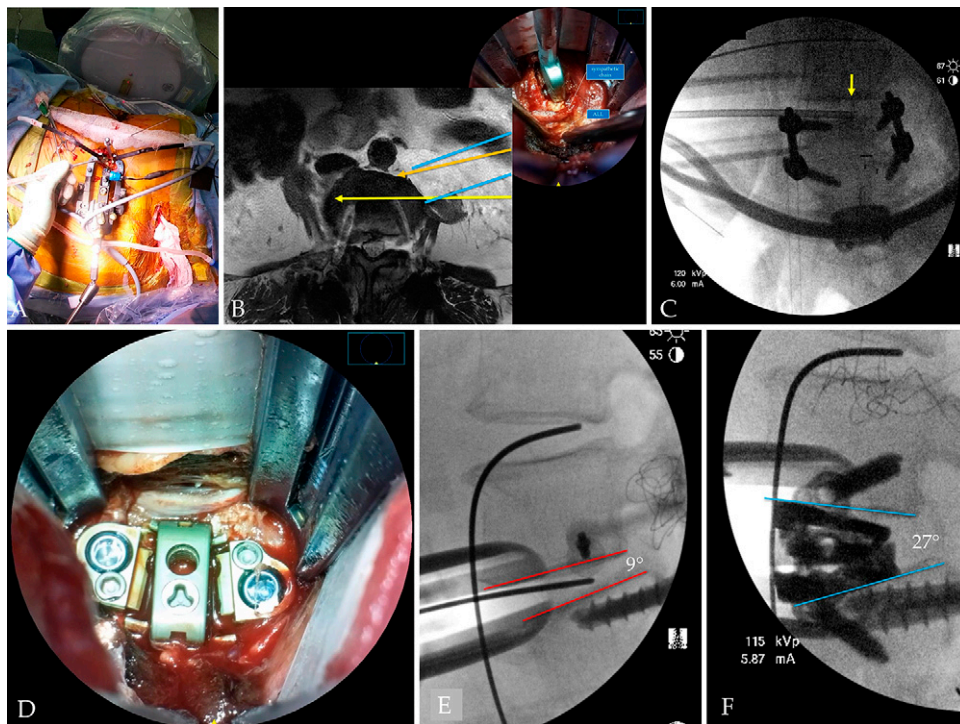 A
B
sympathetic
chain
ALL
C
87
61
120 kVp
6.00 mA
D
E
55
9°
F
27°
115 kVp
5.87 mA